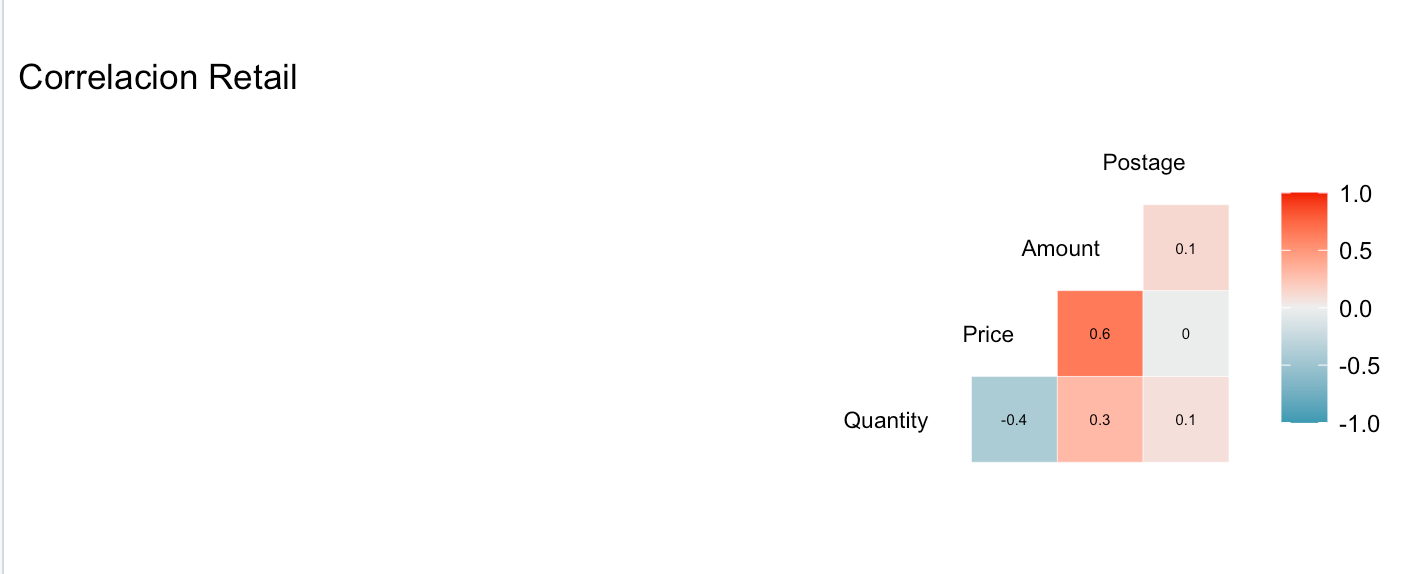 Correlacion Retail
Postage
Amount 0.1
Price 0.6 0
Quantity -0.4 0.3 0.1
1.0
0.5
0.0
-0.5
-1.0